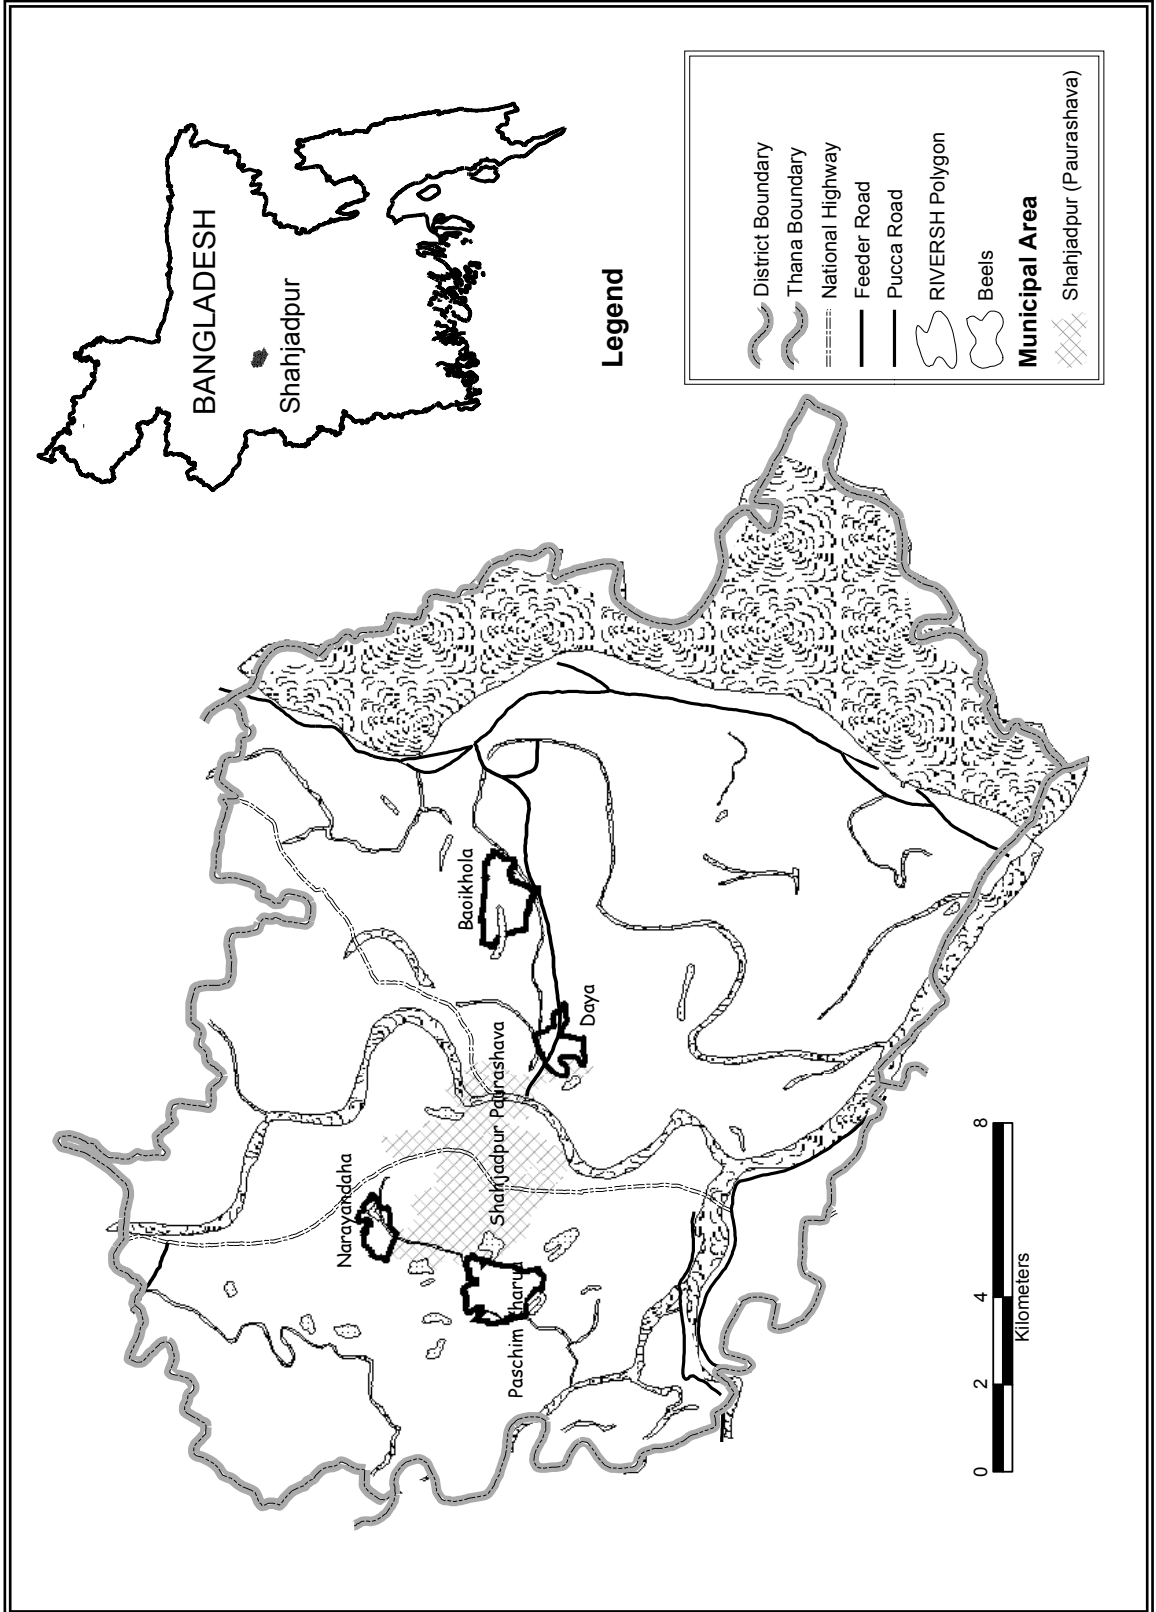 BANGLADESH
Shahjadpur
Legend
District Boundary
Thana Boundary
National Highway
Feeder Road
Pucca Road
RIVERSH Polygon
Beels
Municipal Area
Shahjadpur (Paurashava)
Narayandaha
Baoikhola
Shahjadpur Paurashava
Paschim
Daya
0 2 4 8
Kilometers